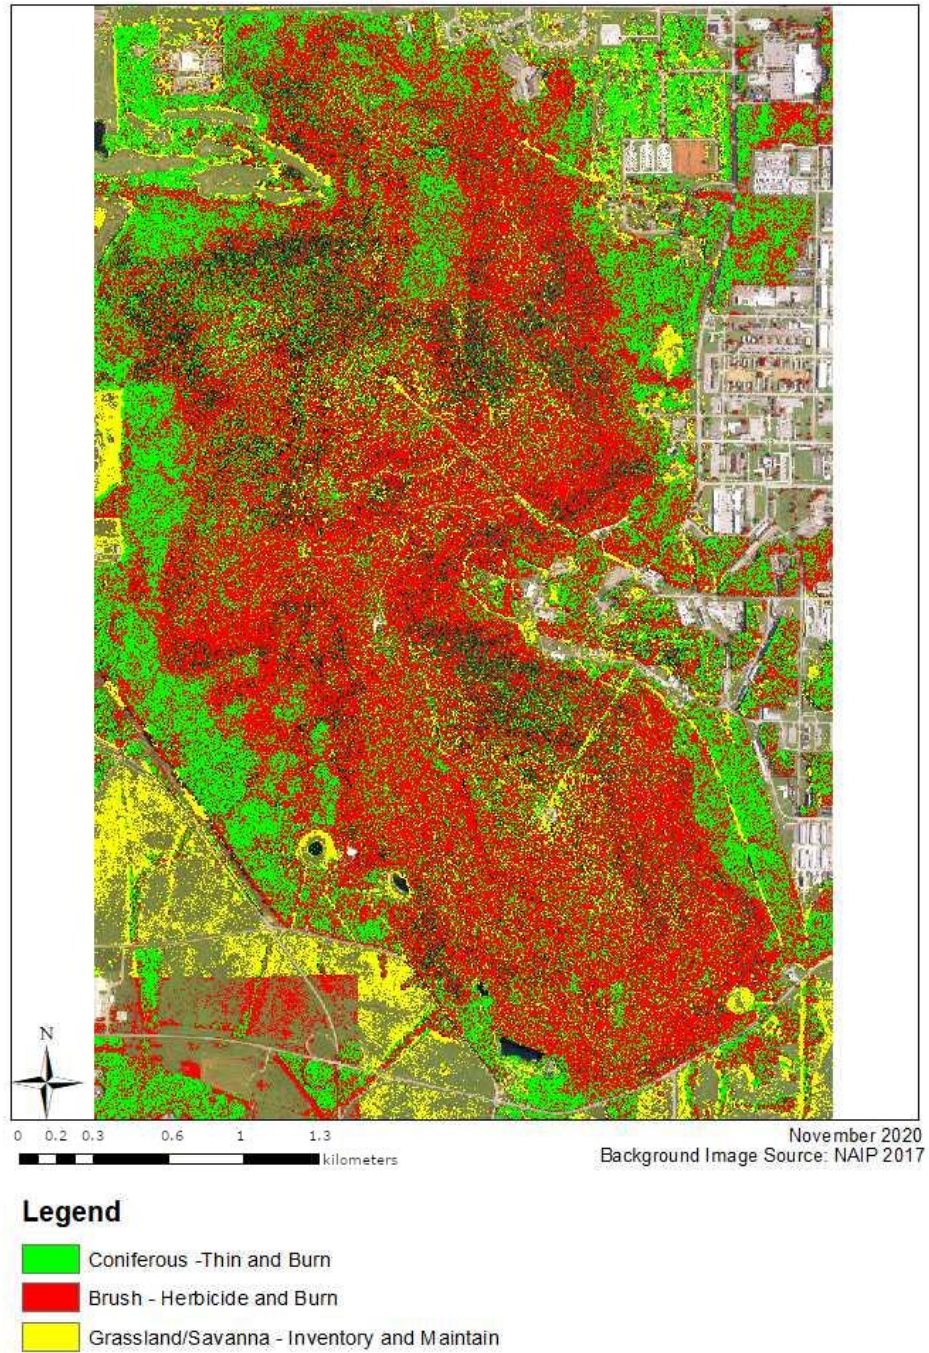 N
0 0.2 0.3 0.6 1 1.3
kilometers
November 2020
Background Image Source: NAIP 2017
Legend
Coniferous -Thin and Burn
Brush - Herbicide and Burn
Grassland/Savanna - Inventory and Maintain